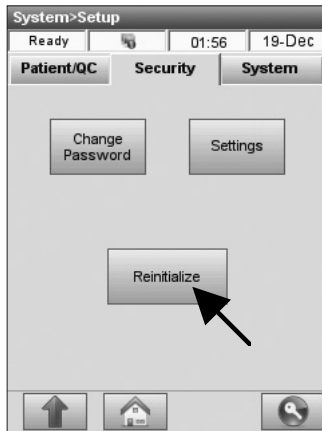 System>Setup
Ready 01:56 19-Dec
Patient/QC Security System
Change
Password
Settings
Reinitialize